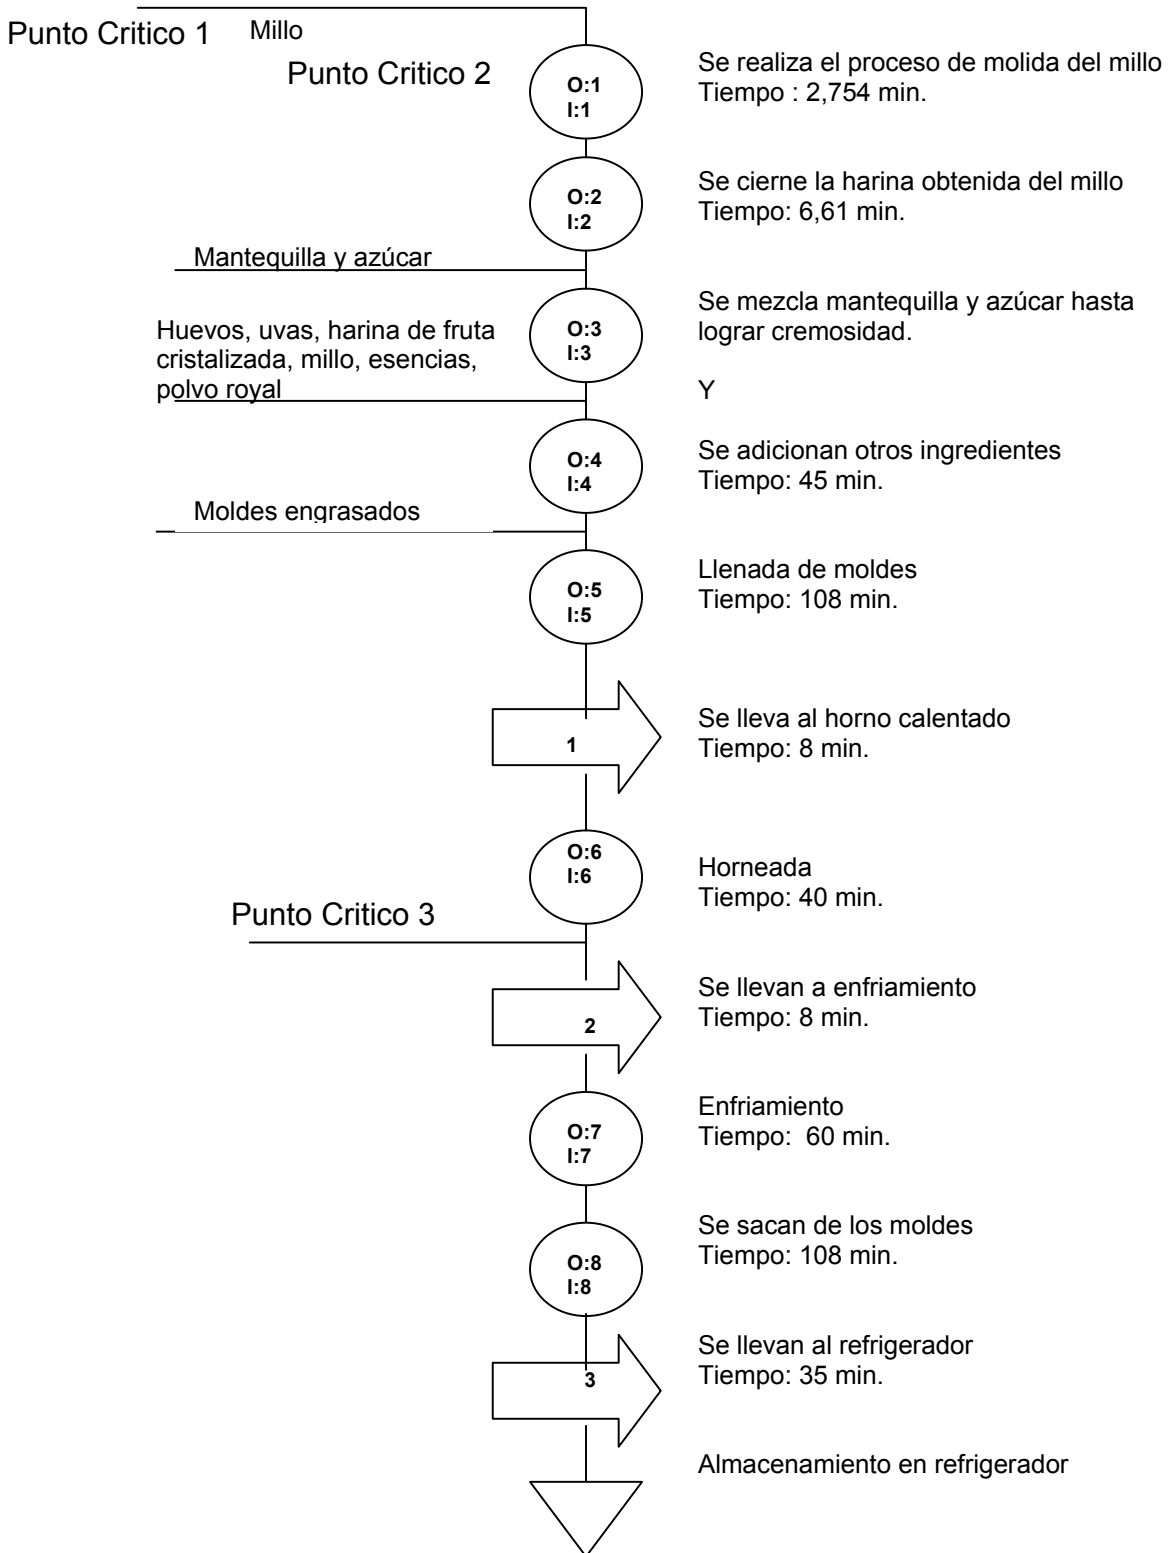 Punto Critico 1
Millo
Punto Critico 2
O:1
I:1
Se realiza el proceso de molida del millo
Tiempo : 2,754 min.
O:2
I:2
Se cierne la harina obtenida del millo
Tiempo: 6,61 min.
Mantequilla y azúcar
O:3
I:3
Se mezcla mantequilla y azúcar hasta
lograr cremosidad.
Huevos, uvas, harina de fruta
cristalizada, millo, esencias,
polvo royal
Y
O:4
I:4
Se adicionan otros ingredientes
Tiempo: 45 min.
Moldes engrasados
O:5
I:5
Llenada de moldes
Tiempo: 108 min.
1
Se lleva al horno calentado
Tiempo: 8 min.
O:6
I:6
Horneada
Tiempo: 40 min.
Punto Critico 3
2
Se llevan a enfriamiento
Tiempo: 8 min.
O:7
I:7
Enfriamiento
Tiempo:  60 min.
O:8
I:8
Se sacan de los moldes
Tiempo: 108 min.
3
Se llevan al refrigerador
Tiempo: 35 min.
Almacenamiento en refrigerador